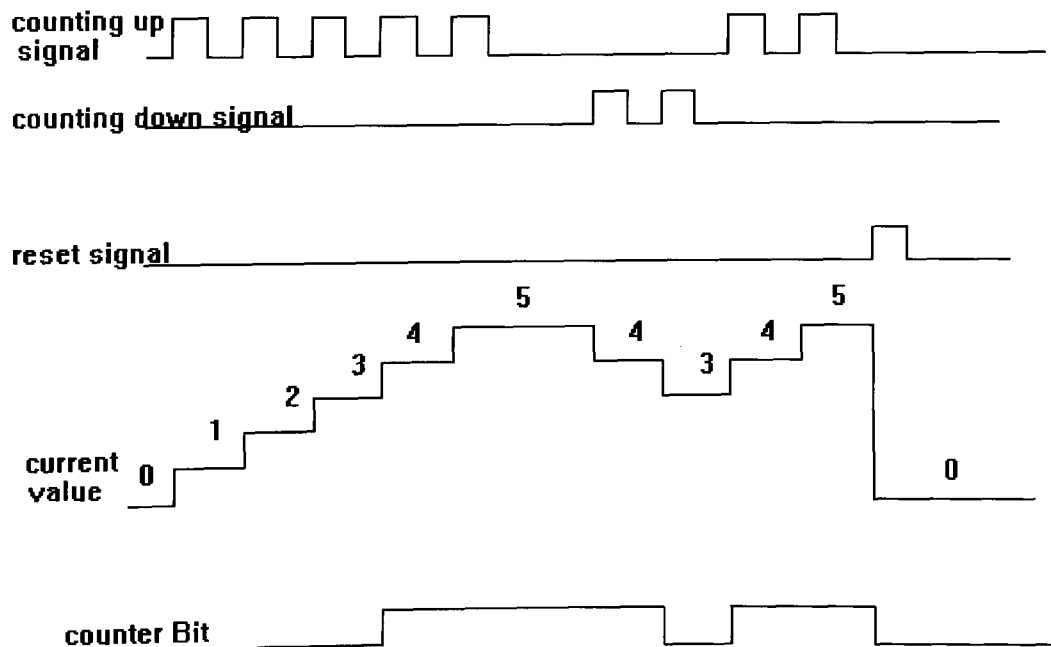 counting up
signal
counting down signal
reset signal
5
5
4
4
4
3
3
2
1
current
value
0
0
counter Bit